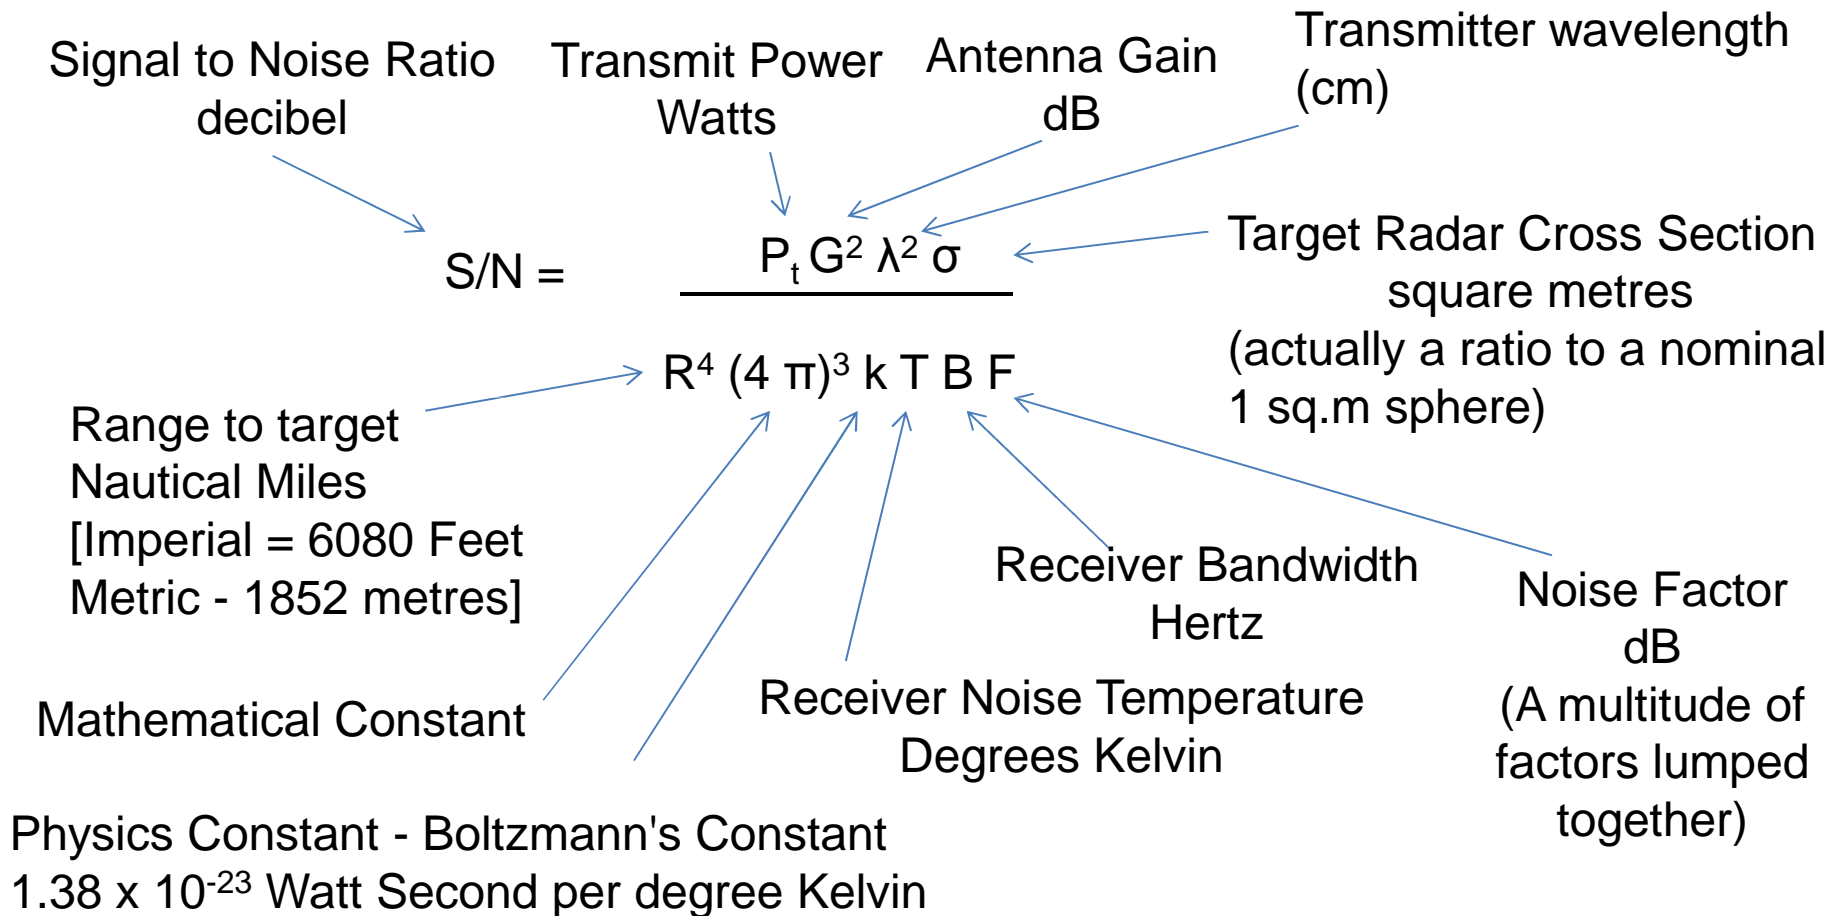 Signal to Noise Ratio
decibel
Transmit Power
Watts
Antenna Gain
dB
Transmitter wavelength
(cm)
S/N =
Pₜ G² λ² σ
R⁴ (4 π)³ k T B F
Target Radar Cross Section
square metres
(actually a ratio to a nominal
1 sq.m sphere)
Range to target
Nautical Miles
[Imperial = 6080 Feet
Metric - 1852 metres]
Receiver Bandwidth
Hertz
Noise Factor
dB
(A multitude of
factors lumped
together)
Mathematical Constant
Receiver Noise Temperature
Degrees Kelvin
Physics Constant - Boltzmann's Constant
1.38 x 10⁻²³ Watt Second per degree Kelvin